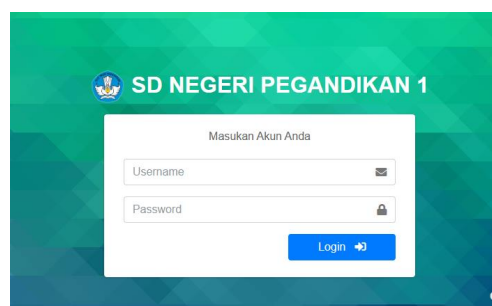 SD NEGERI PEGANDIKAN 1
Masukan Akun Anda
Username
Password
Login